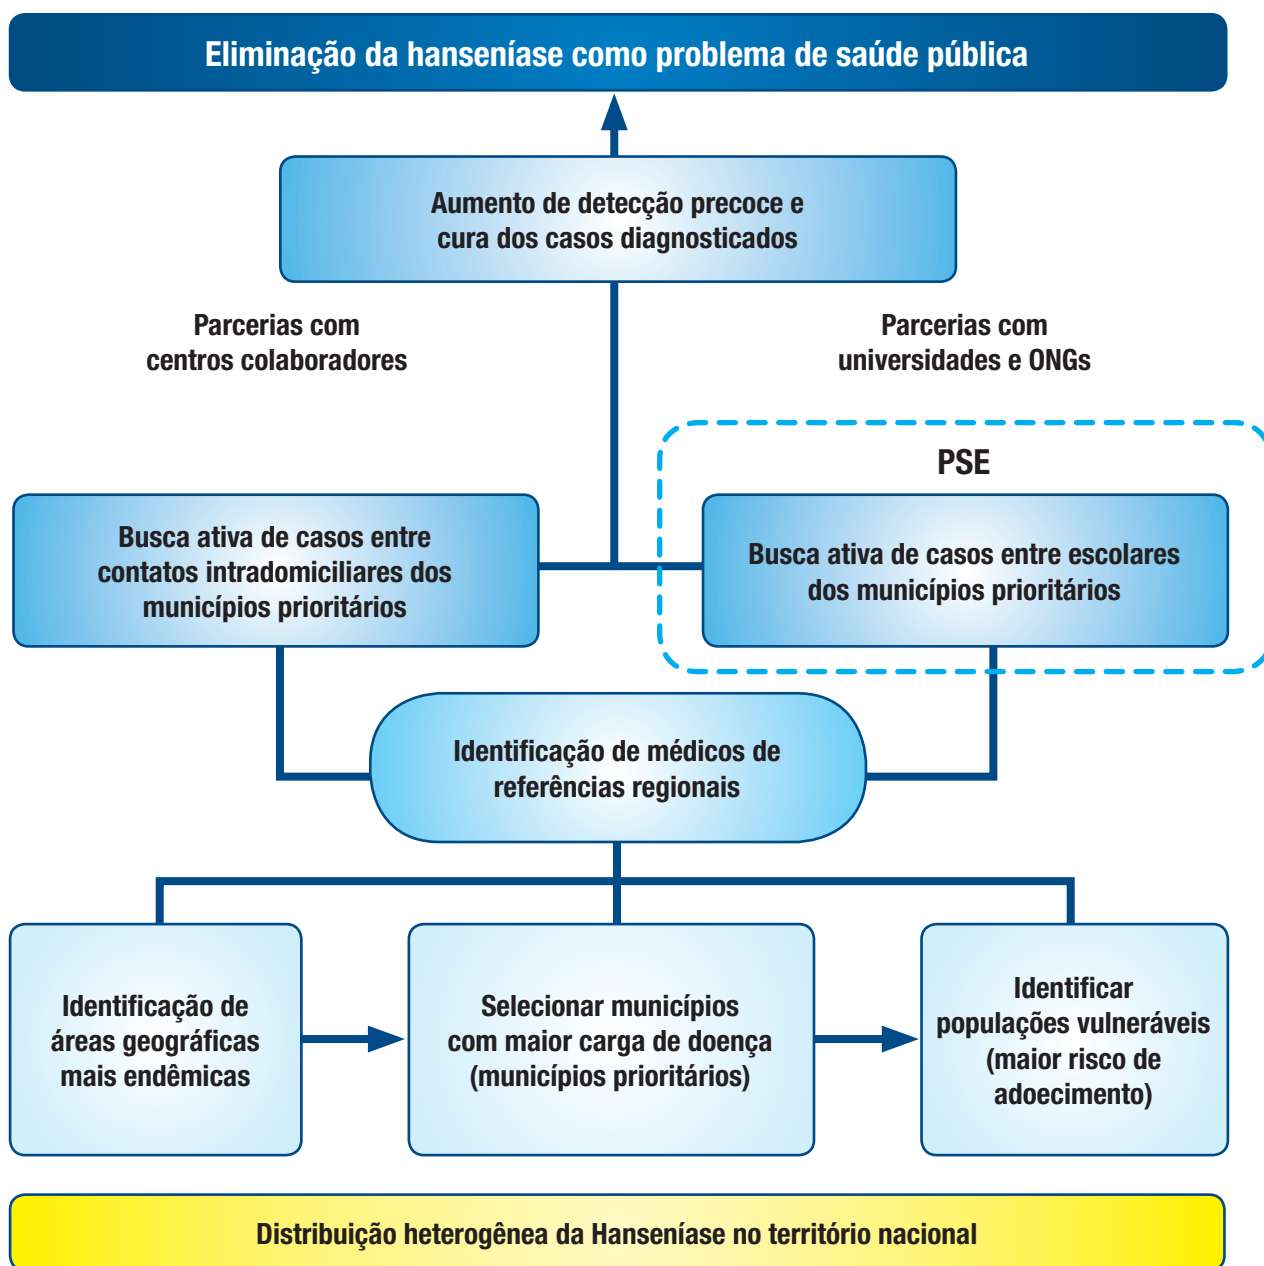 Eliminação da hanseníase como problema de saúde pública
Aumento de detecção precoce e
cura dos casos diagnosticados
Parcerias com
centros colaboradores
Parcerias com
universidades e ONGs
PSE
Busca ativa de casos entre
contatos intradomiciliares dos
municípios prioritários
Busca ativa de casos entre escolares
dos municípios prioritários
Identificação de médicos de
referências regionais
Identificação de
áreas geográficas
mais endêmicas
Selecionar municípios
com maior carga de doença
(municípios prioritários)
Identificar
populações vulneráveis
(maior risco de
adoecimento)
Distribuição heterogênea da Hanseníase no território nacional